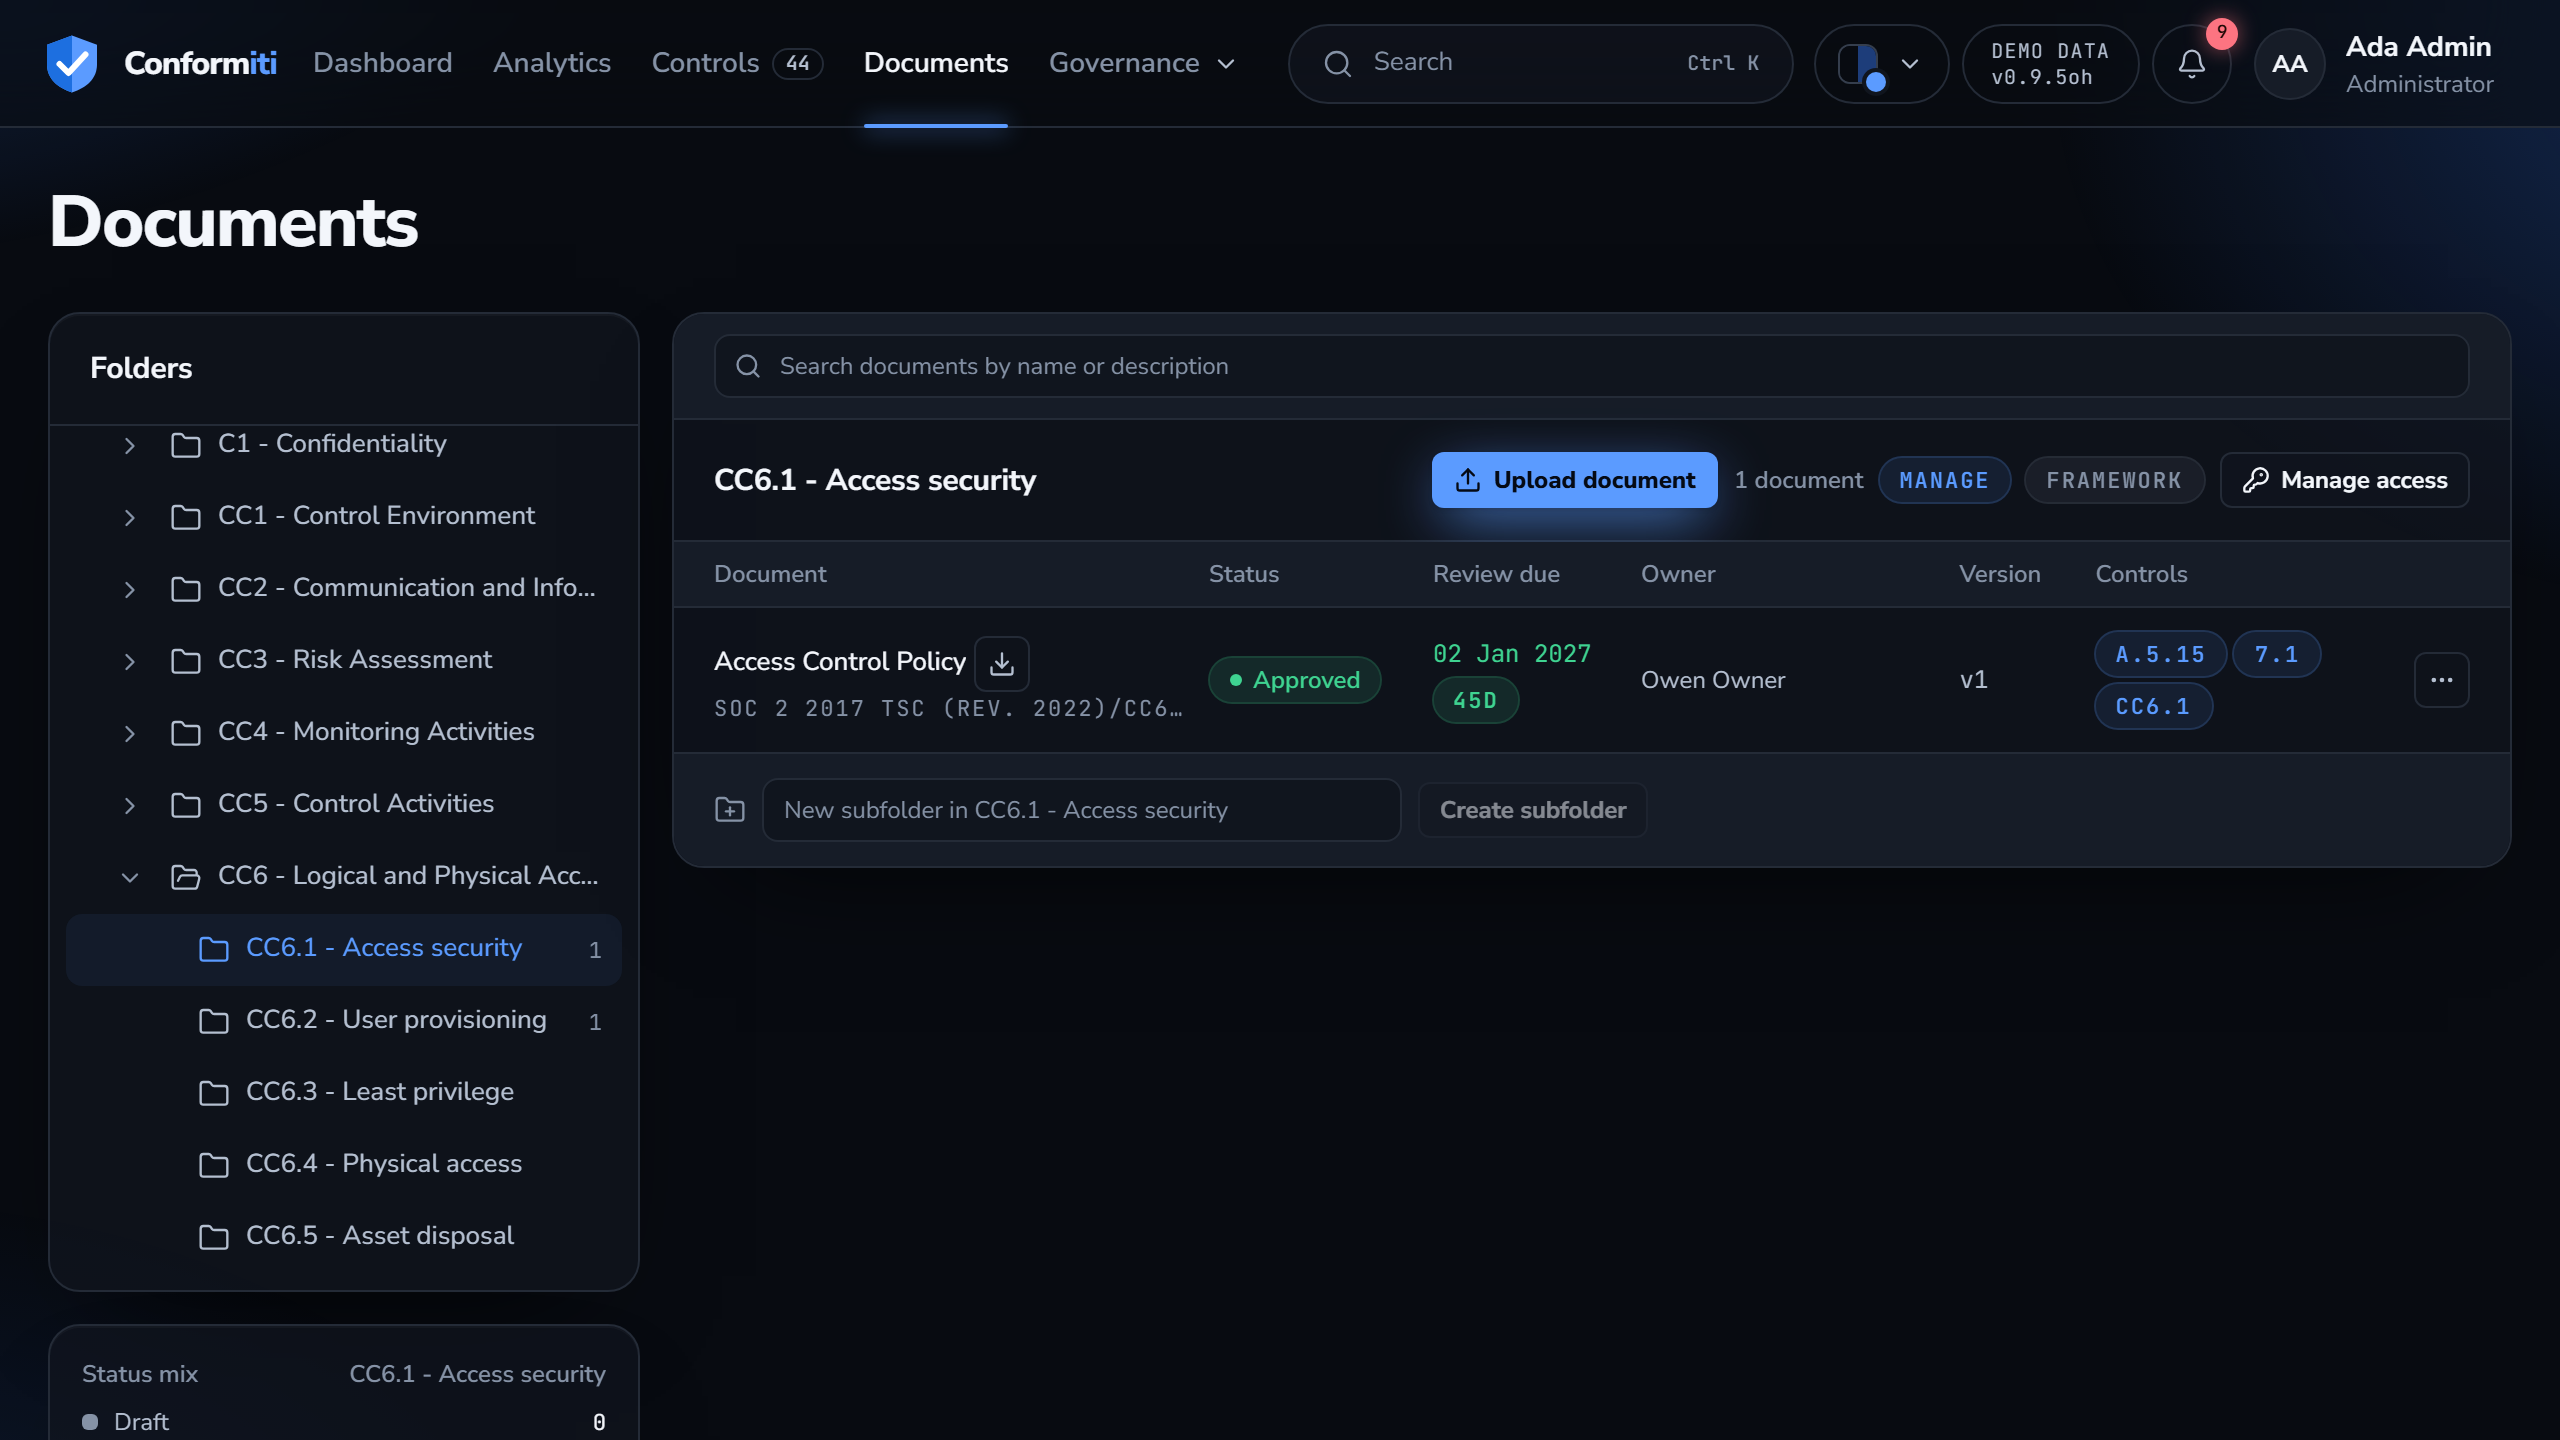 Conformiti
Dashboard
Analytics
Controls 44
Documents
Governance
Search
Ctrl K
DEMO DATA
v0.9.5oh
9
AA
Ada Admin
Administrator
Documents
Folders
C1 - Confidentiality
CC1 - Control Environment
CC2 - Communication and Info...
CC3 - Risk Assessment
CC4 - Monitoring Activities
CC5 - Control Activities
CC6 - Logical and Physical Acc...
CC6.1 - Access security 1
CC6.2 - User provisioning 1
CC6.3 - Least privilege
CC6.4 - Physical access
CC6.5 - Asset disposal
Status mix CC6.1 - Access security
Draft 0
Search documents by name or description
CC6.1 - Access security
Upload document
1 document
MANAGE
FRAMEWORK
Manage access
Document Status Review due Owner Version Controls
Access Control Policy
SOC 2 2017 TSC (REV. 2022)/CC6…
Approved
02 Jan 2027
45D
Owen Owner
v1
A.5.15 7.1
CC6.1
New subfolder in CC6.1 - Access security
Create subfolder